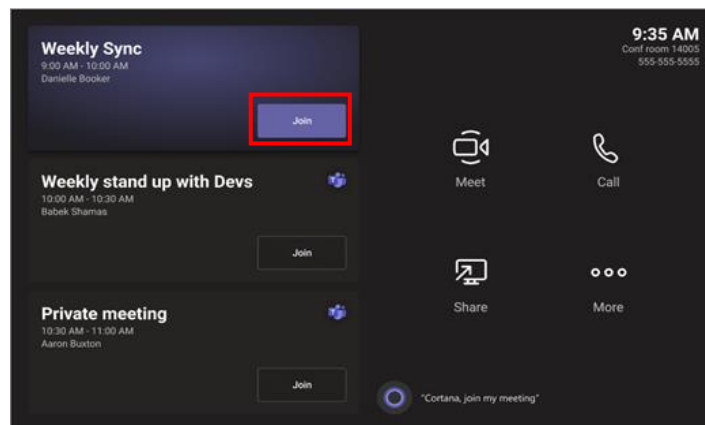 Weekly Sync
9:00 AM - 10:00 AM
Danielle Booker
Join
Weekly stand up with Devs
10:00 AM - 10:30 AM
Babek Shamas
Join
Private meeting
10:30 AM - 11:00 AM
Aaron Buxton
Join
9:35 AM
Conf room 14005
555-555-5555
Meet
Call
Share
More
"Cortana, join my meeting"